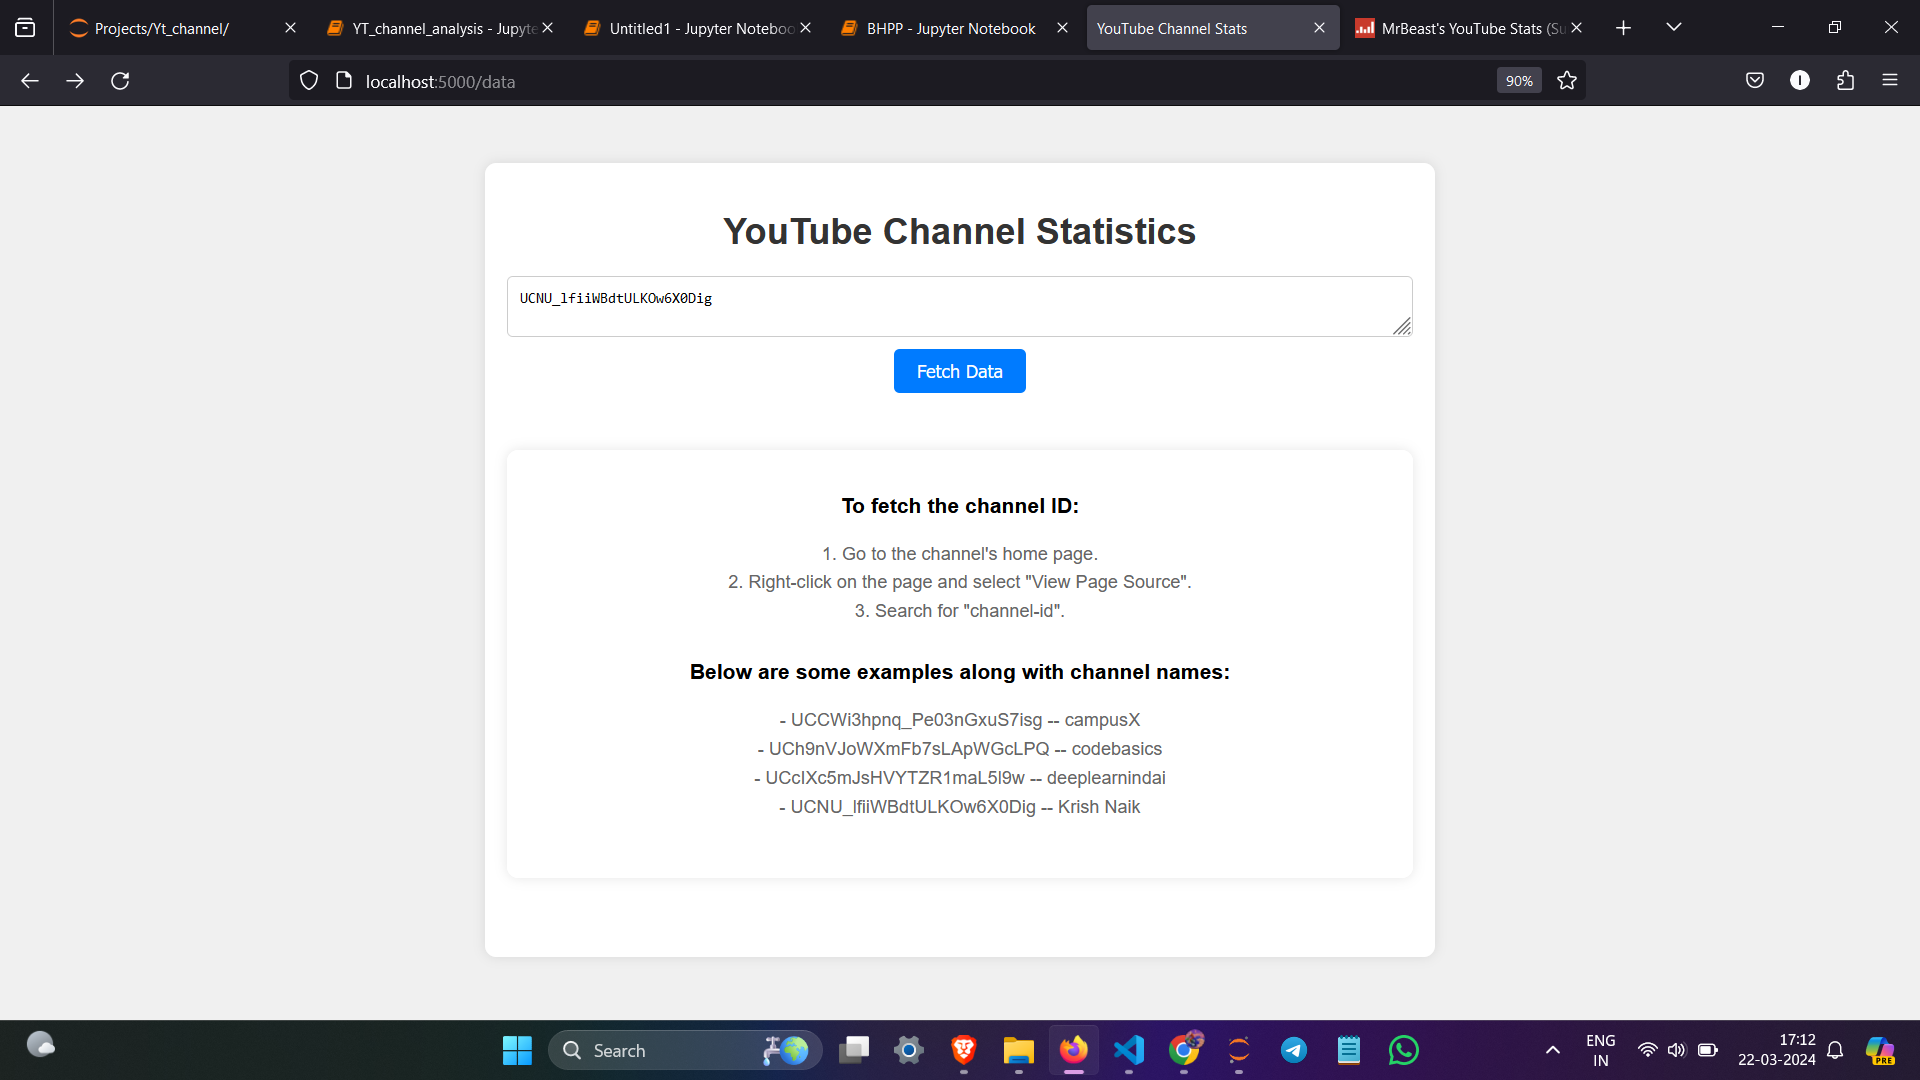 Projects/Yt_channel/
YT_channel_analysis - Jupyte
Untitled1 - Jupyter Noteboo
BHPP - Jupyter Notebook
YouTube Channel Stats
MrBeast's YouTube Stats (Su
localhost:5000/data
90%
YouTube Channel Statistics
UCNU_lfiiWBdtULKOw6X0Dig
Fetch Data
To fetch the channel ID:
1. Go to the channel's home page.
2. Right-click on the page and select "View Page Source".
3. Search for "channel-id".
Below are some examples along with channel names:
- UCCWi3hpnq_Pe03nGxuS7isg -- campusX
- UCh9nVJoWXmFb7sLApWGcLPQ -- codebasics
- UCcIXc5mJsHVYTZR1maL5l9w -- deeplearnindai
- UCNU_lfiiWBdtULKOw6X0Dig -- Krish Naik
Search
ENG
IN
17:12
22-03-2024
PRE